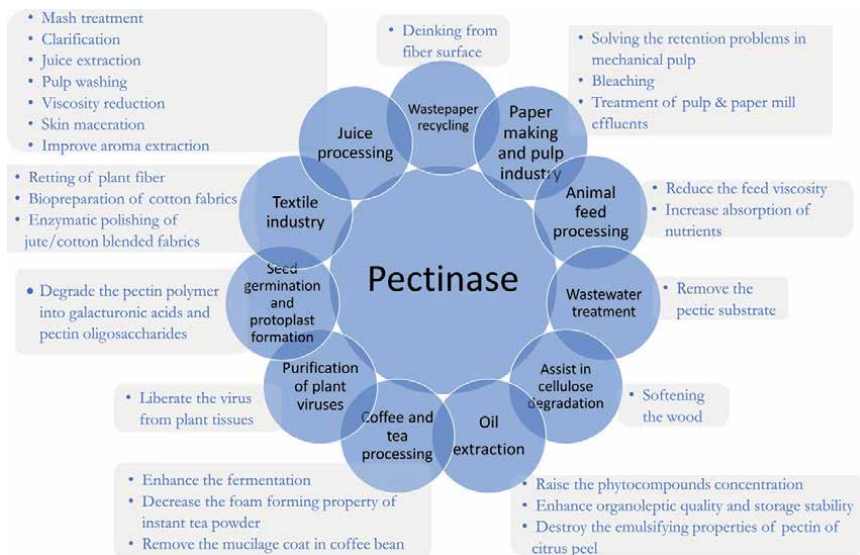 • Mash treatment
• Clarification
• Juice extraction
• Pulp washing
• Viscosity reduction
• Skin maceration
• Improve aroma extraction
• Deinking from
fiber surface
• Solving the retention problems in
mechanical pulp
• Bleaching
• Treatment of pulp & paper mill
effluents
Wastepaper
recycling
Juice
processing
Paper
making
and pulp
industry
• Retting of plant fiber
• Biopreparation of cotton fabrics
• Enzymatic polishing of
jute/cotton blended fabrics
Textile
industry
Animal
feed
processing
• Reduce the feed viscosity
• Increase absorption of
nutrients
Pectinase
• Degrade the pectin polymer
into galacturonic acids and
pectin oligosaccharides
Seed
germination
and
protoplast
formation
Wastewater
treatment
• Remove the
pectic substrate
• Liberate the virus
from plant tissues
Purification
of plant
viruses
Assist in
cellulose
degradation
• Softening
the wood
Coffee and
tea
processing
Oil
extraction
• Enhance the fermentation
• Decrease the foam forming property of
instant tea powder
• Remove the mucilage coat in coffee bean
• Raise the phytocompounds concentration
• Enhance organoleptic quality and storage stability
• Destroy the emulsifying properties of pectin of
citrus peel